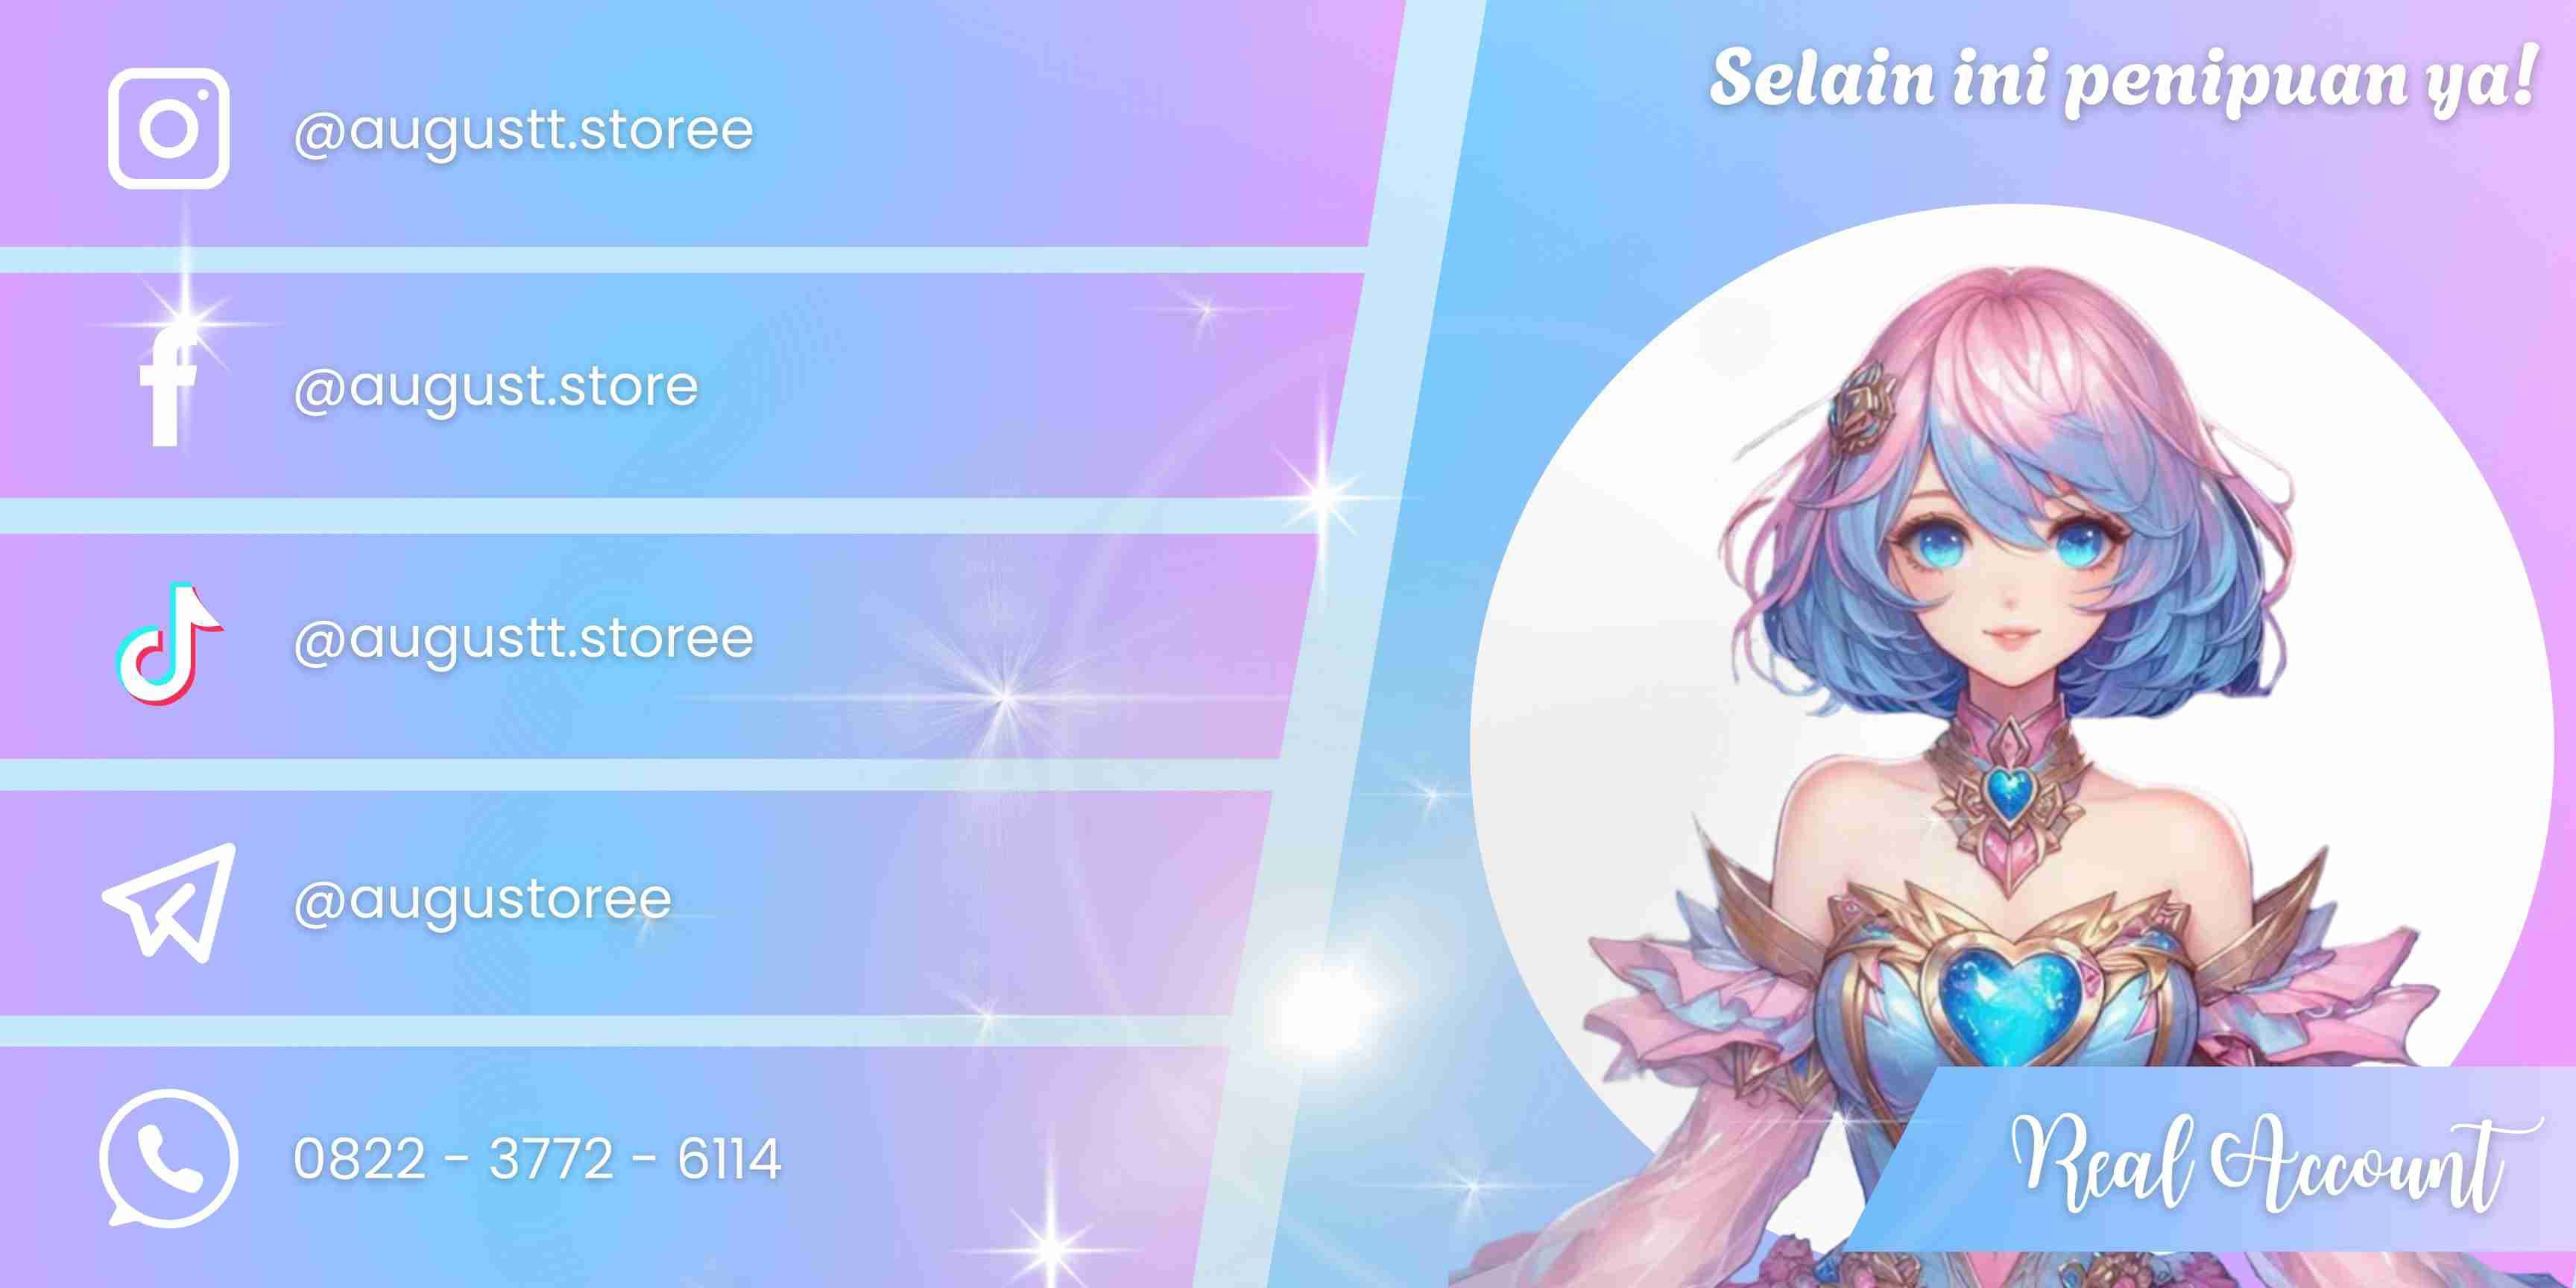 @augustt.storee
@august.store
@augustt.storee
@augustoree
0822 - 3772 - 6114
Selain ini penipuan ya!
Real Account